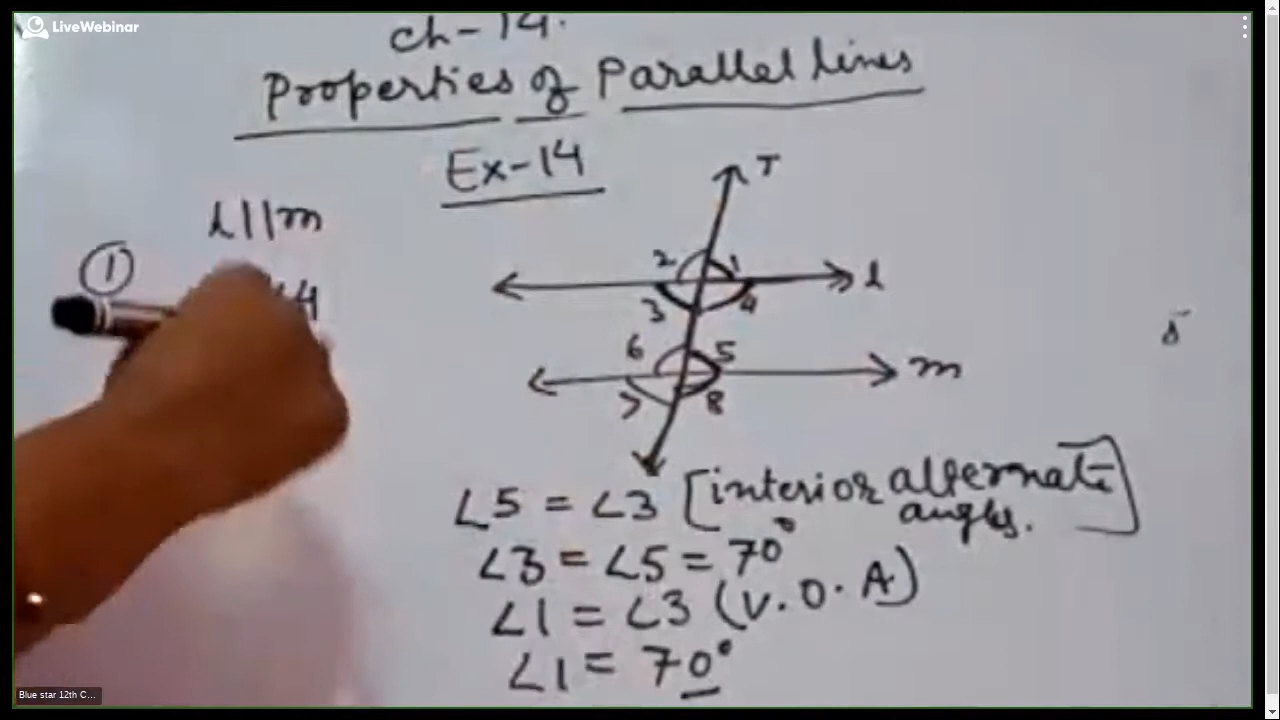 LiveWebinar
ch-14.
Properties of Parallel lines
Ex-14
l||m
①
T
2 1
l
3 4
6 5
m
7 8
∠5 = ∠3 [interior alternate angles.]
∠3 = ∠5 = 70°
∠1 = ∠3 (V.O.A)
∠1 = 70°
Blue star 12th C...